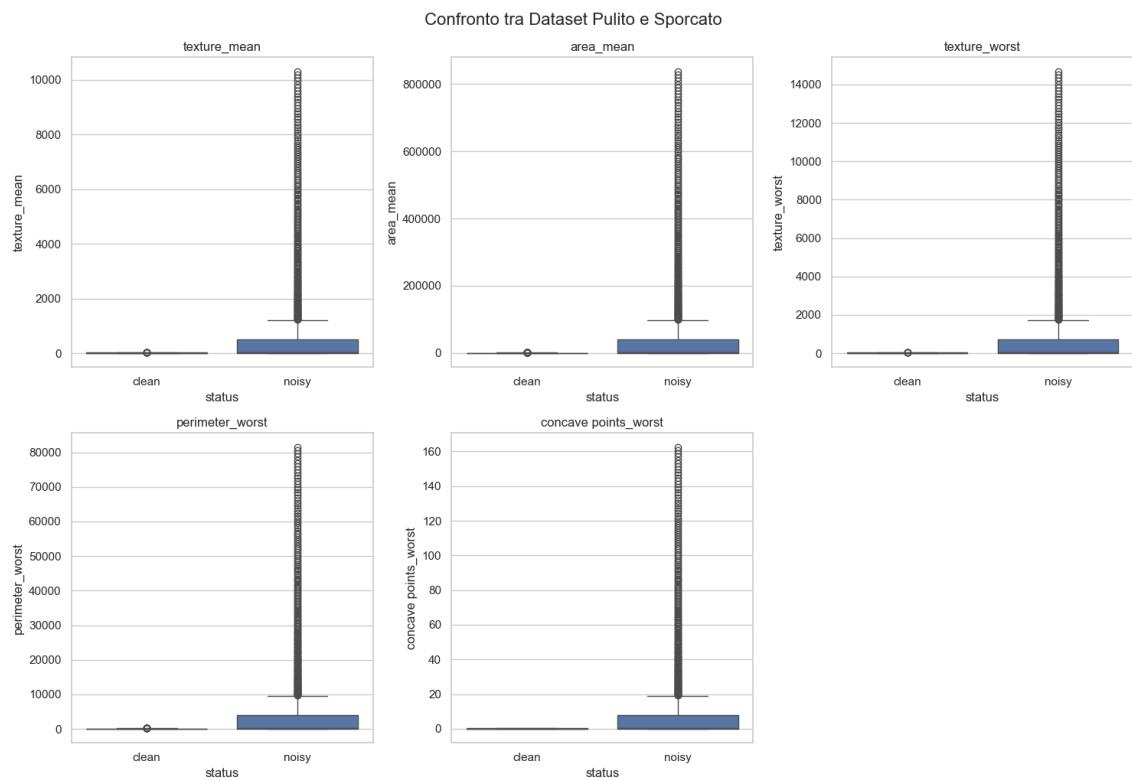 Confronto tra Dataset Pulito e Sporcato
texture_mean
10000
8000
6000
4000
2000
0
texture_mean
clean
noisy
status
area_mean
800000
600000
400000
200000
0
area_mean
clean
noisy
status
texture_worst
14000
12000
10000
8000
6000
4000
2000
0
texture_worst
clean
noisy
status
perimeter_worst
80000
70000
60000
50000
40000
30000
20000
10000
0
perimeter_worst
clean
noisy
status
concave points_worst
160
140
120
100
80
60
40
20
0
concave points_worst
clean
noisy
status